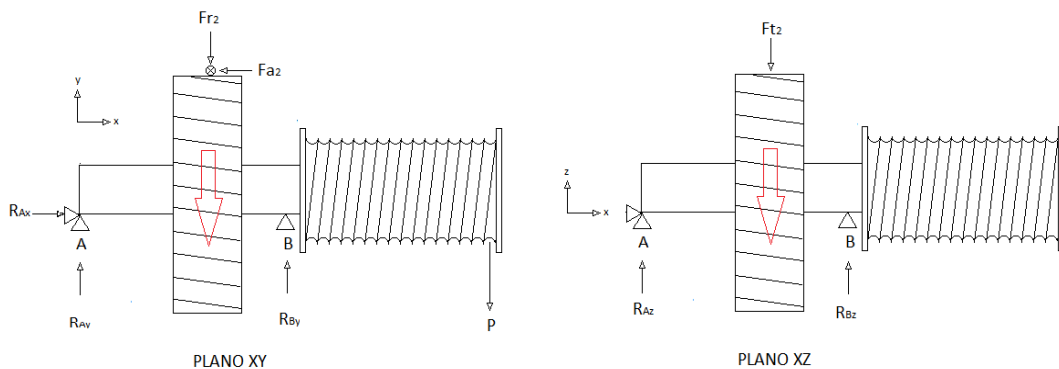 Fr2
Fa2
y
x
RAx
A
B
RAy
RBy
P
PLANO XY
Ft2
z
x
A
B
RAz
RBz
PLANO XZ